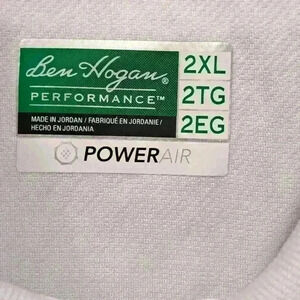 Ben Hogan®
PERFORMANCE™
MADE IN JORDAN / FABRIQUÉ EN JORDANIE/
HECHO EN JORDANIA
2XL
2TG
2EG
POWERAIR